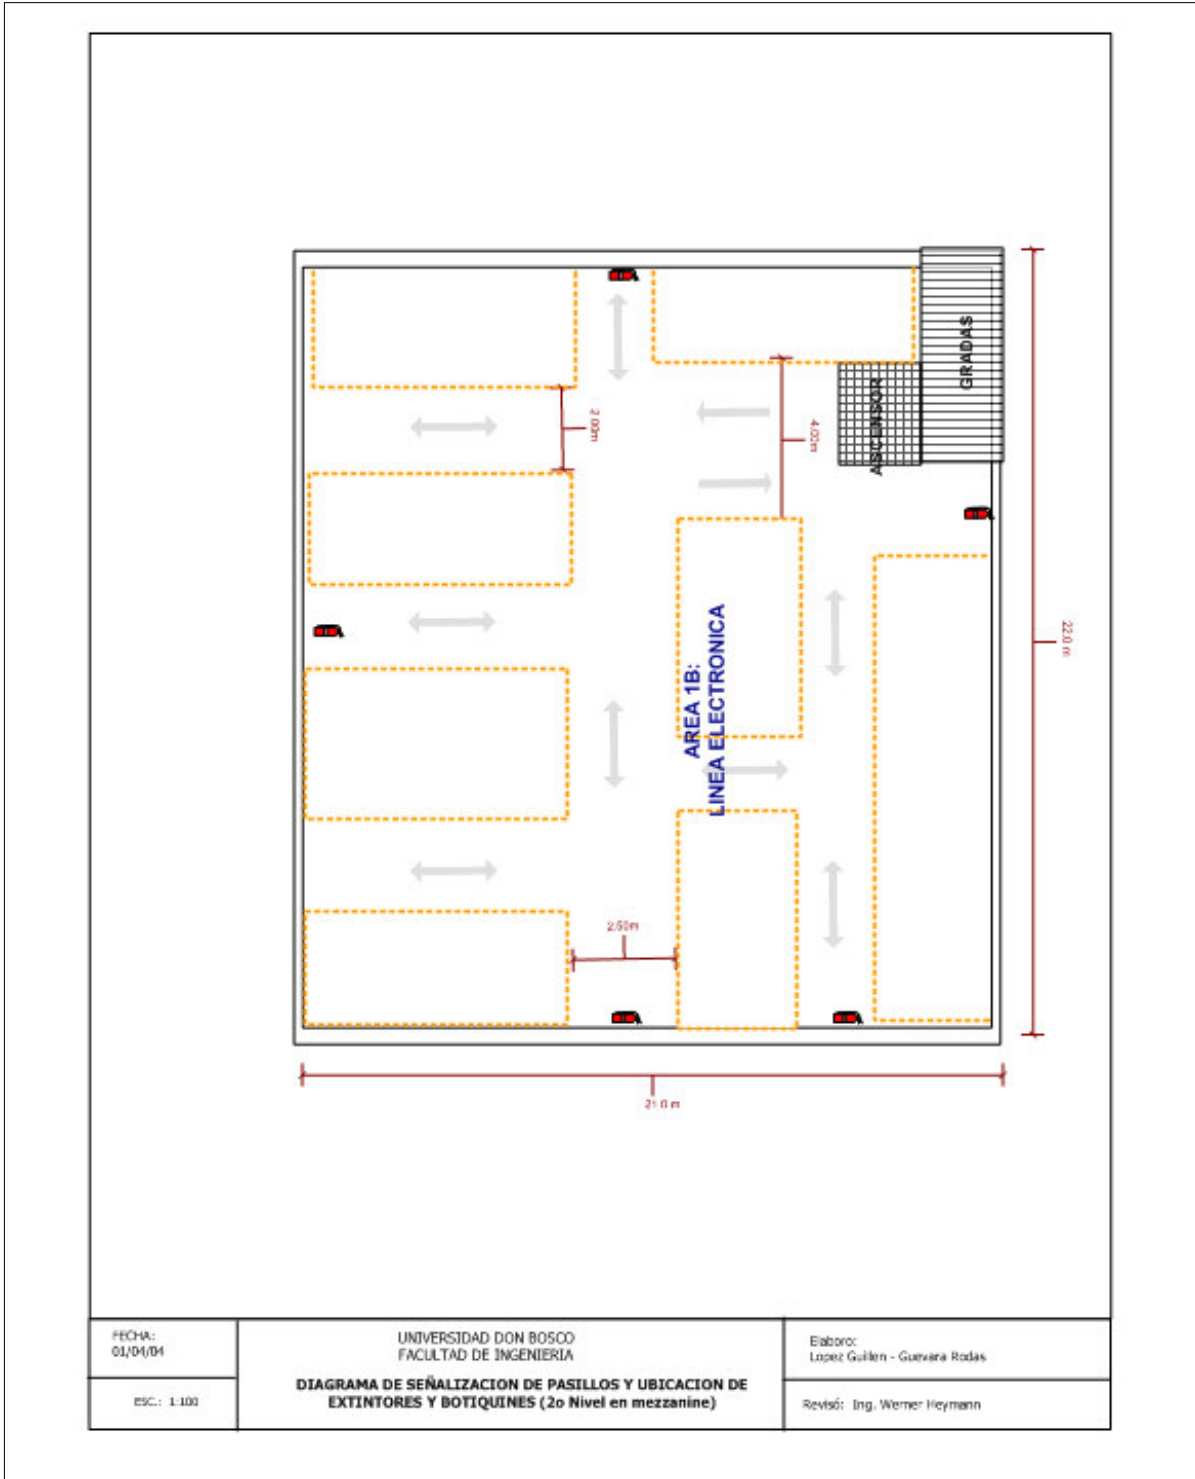 GRADAS
ASCENSOR
2.00m
4.00m
22.0 m
AREA 1B:
LINEA ELECTRONICA
2.50m
21.0 m
FECHA:
01/04/04
ESC.: 1:100
UNIVERSIDAD DON BOSCO
FACULTAD DE INGENIERIA
DIAGRAMA DE SEÑALIZACION DE PASILLOS Y UBICACION DE
EXTINTORES Y BOTIQUINES (2o Nivel en mezzanine)
Elaboro:
Lopez Guillen - Guevara Rodas
Revisó: Ing. Werner Heymann